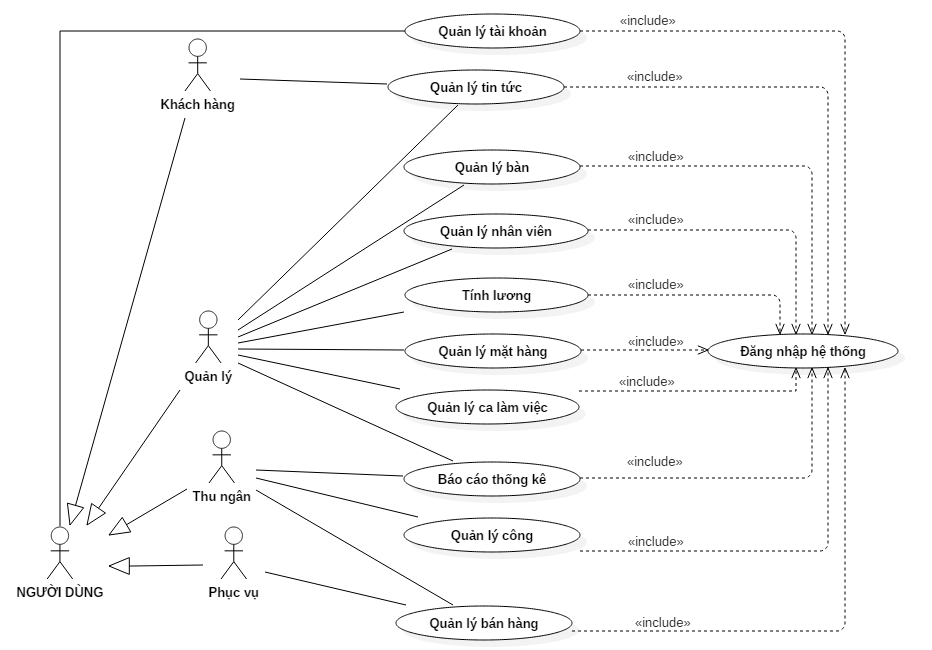 Quản lý tài khoản
«include»
Khách hàng
Quản lý tin tức
«include»
Quản lý bàn
«include»
Quản lý nhân viên
«include»
Tính lương
«include»
Quản lý
Quản lý mặt hàng
«include»
Đăng nhập hệ thống
Quản lý ca làm việc
«include»
Thu ngân
Báo cáo thống kê
«include»
Quản lý công
«include»
NGƯỜI DÙNG
Phục vụ
Quản lý bán hàng
«include»